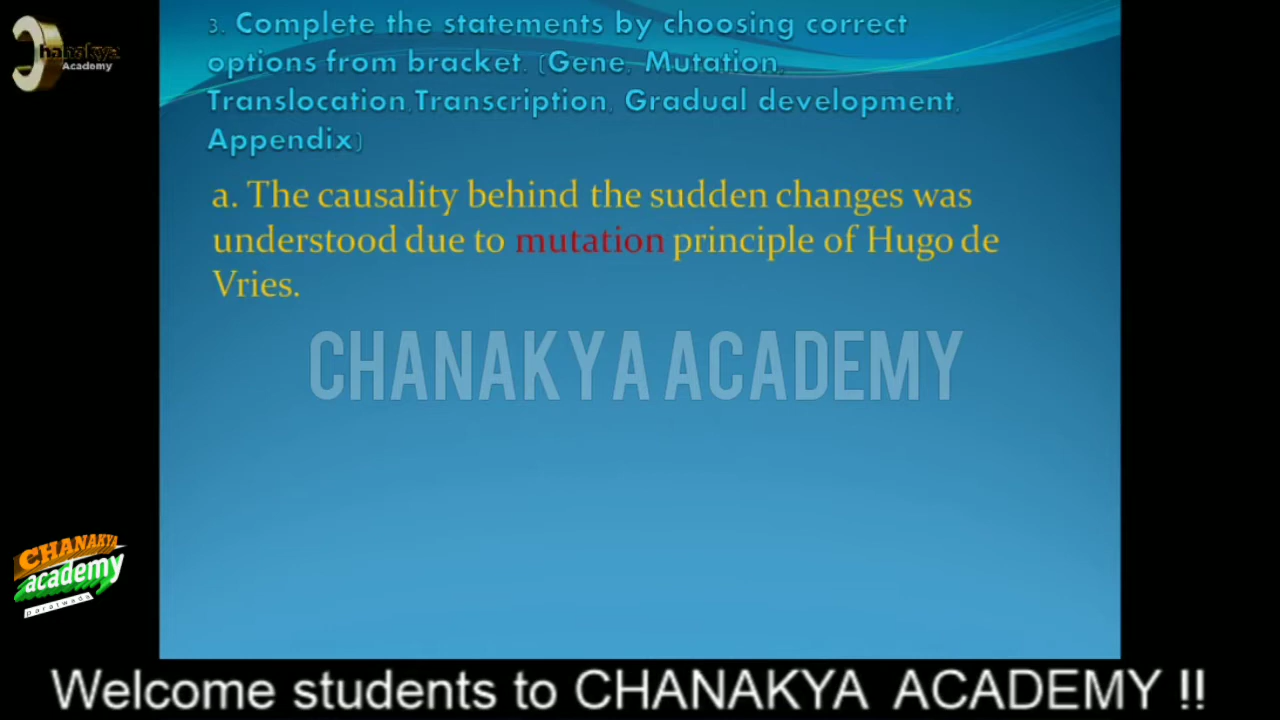 Chanakya
Academy
3. Complete the statements by choosing correct
options from bracket. (Gene, Mutation,
Translocation,Transcription, Gradual development,
Appendix)
a. The causality behind the sudden changes was
understood due to mutation principle of Hugo de
Vries.
CHANAKYA ACADEMY
CHANAKYA
academy
paratwada
Welcome students to CHANAKYA ACADEMY !!